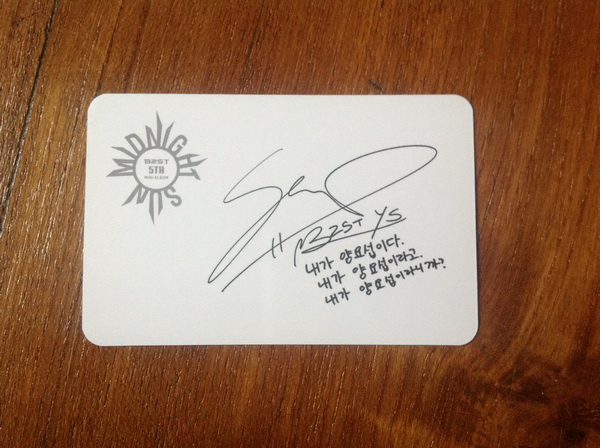 MIDNIGHT
SUN
B2ST
5TH
MINI ALBUM
B2ST YS
내가 양요섭이다.
내가 양요섭이라고.
내가 양요섭이라니까?